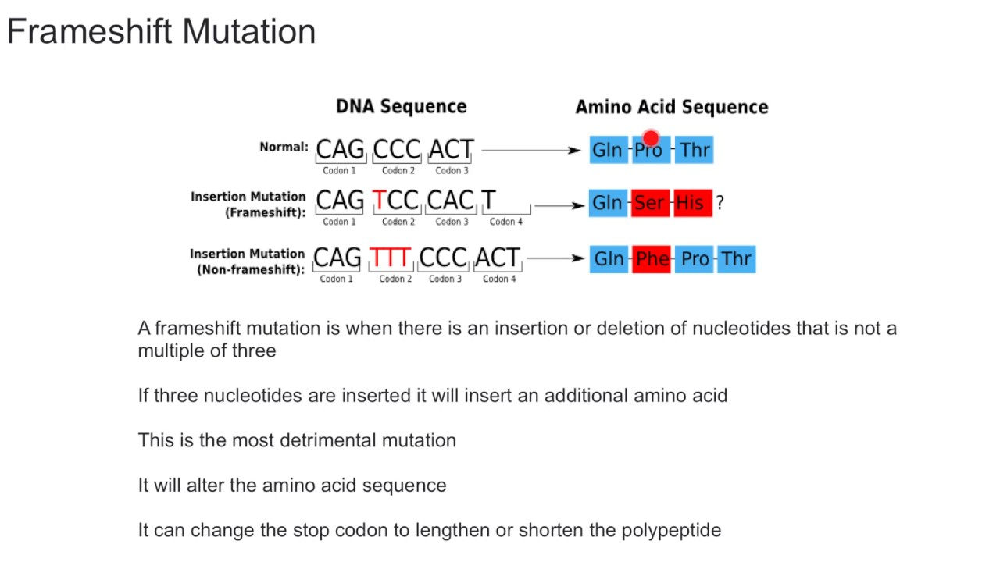 Frameshift Mutation
DNA Sequence Amino Acid Sequence
Normal: CAG CCC ACT Gln Pro Thr
Codon 1 Codon 2 Codon 3
Insertion Mutation
(Frameshift): CAG TCC CAC T Gln Ser His ?
Codon 1 Codon 2 Codon 3 Codon 4
Insertion Mutation
(Non-frameshift): CAG TTT CCC ACT Gln Phe Pro Thr
Codon 1 Codon 2 Codon 3 Codon 4
A frameshift mutation is when there is an insertion or deletion of nucleotides that is not a
multiple of three
If three nucleotides are inserted it will insert an additional amino acid
This is the most detrimental mutation
It will alter the amino acid sequence
It can change the stop codon to lengthen or shorten the polypeptide